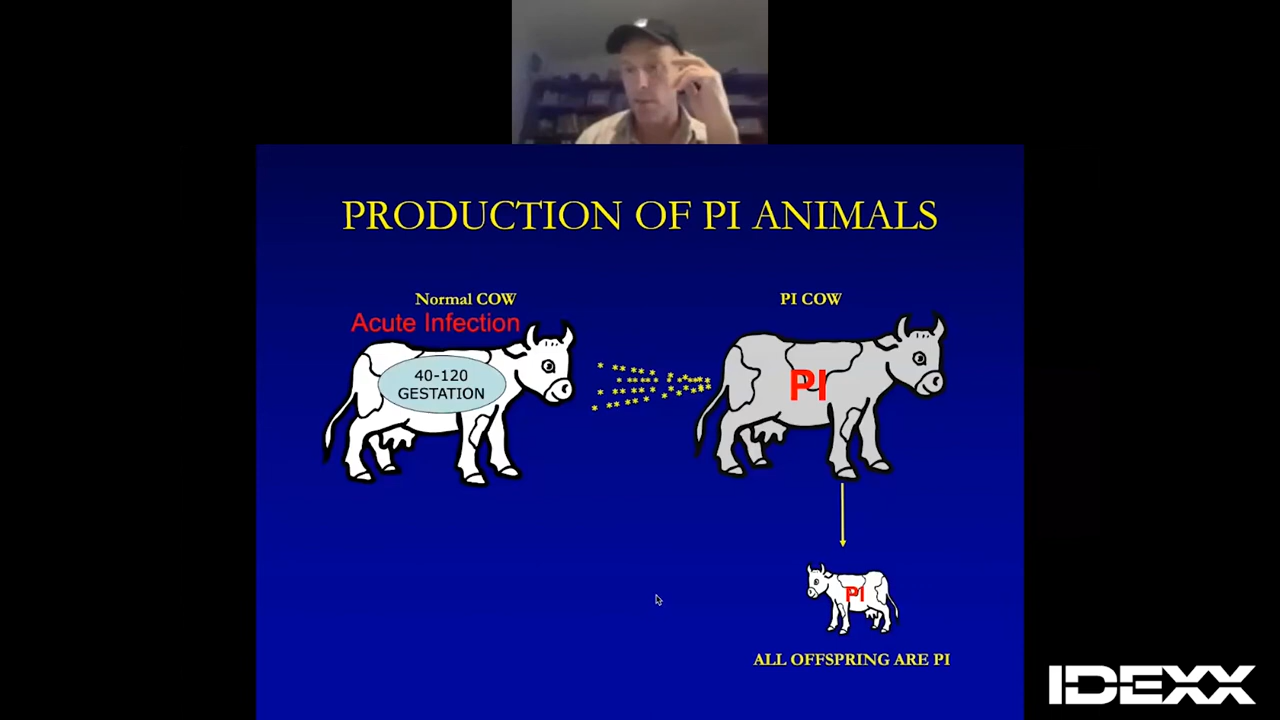 PRODUCTION OF PI ANIMALS
Normal COW
Acute Infection
40-120
GESTATION
PI COW
PI
PI
ALL OFFSPRING ARE PI
IDEXX